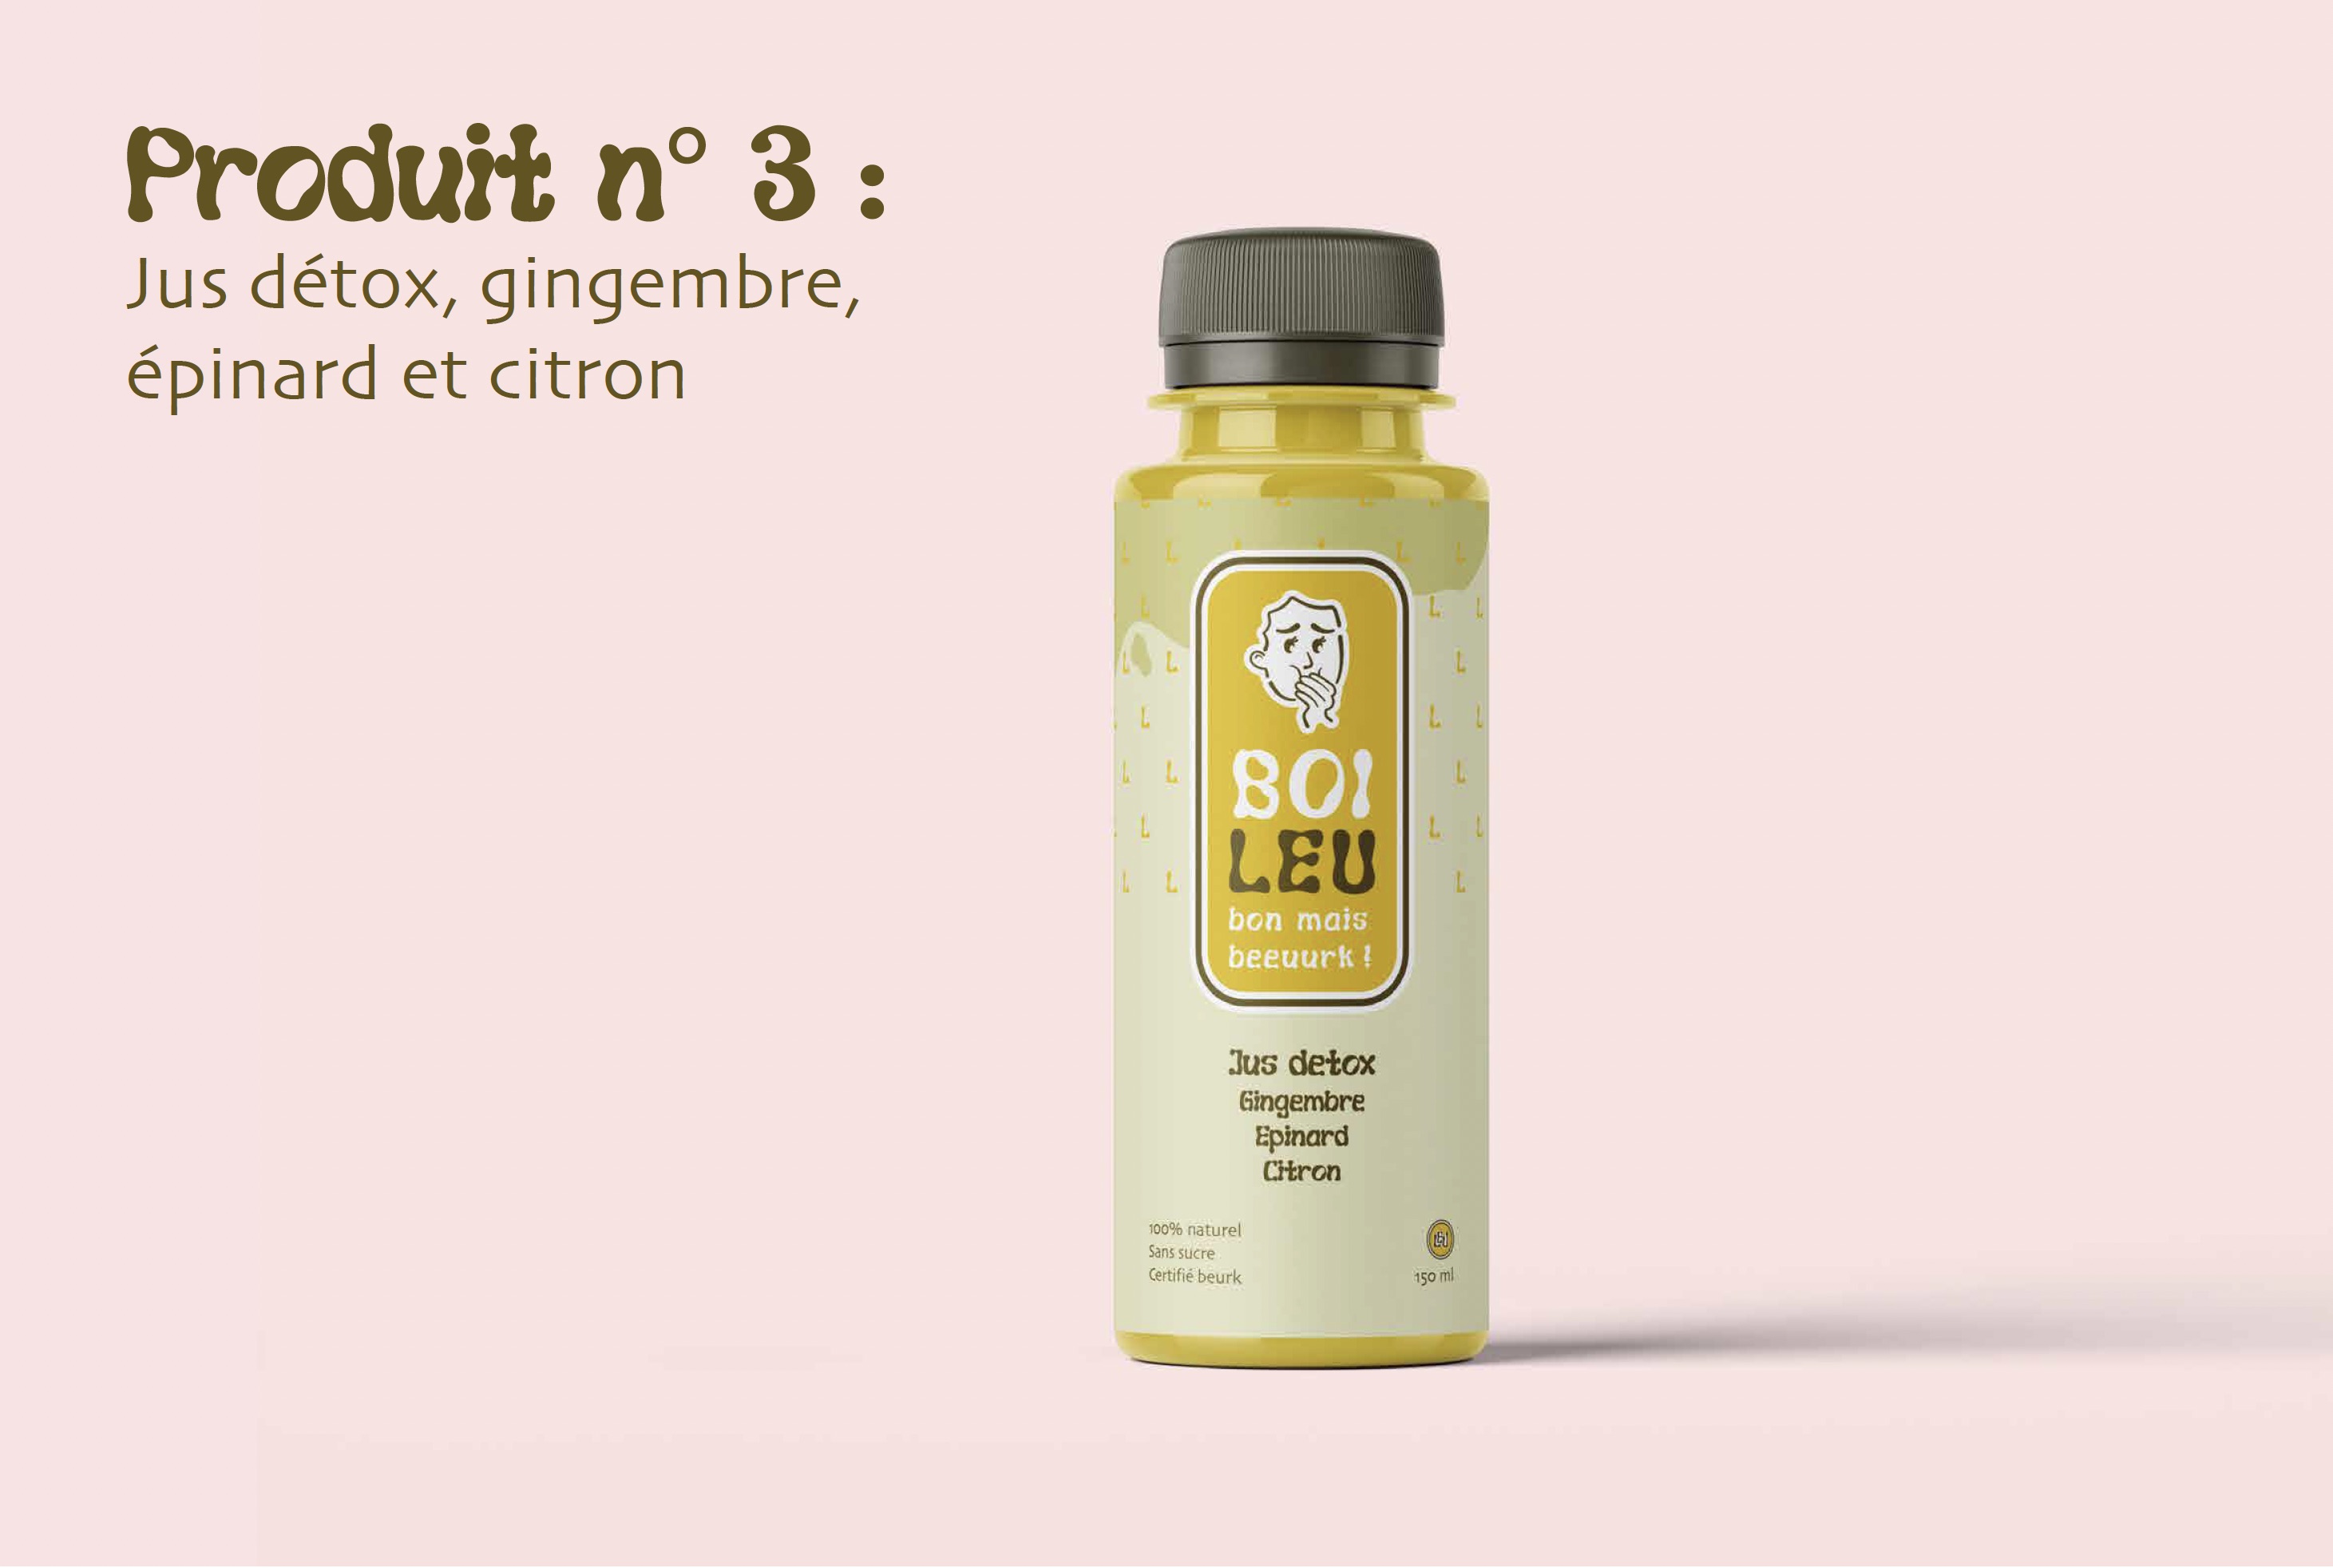 Produit n° 3 :
Jus détox, gingembre,
épinard et citron
BOI
LEU
bon mais
beeuurk !
Jus detox
Gingembre
Epinard
Citron
100% naturel
Sans sucre
Certifié beurk
150 ml